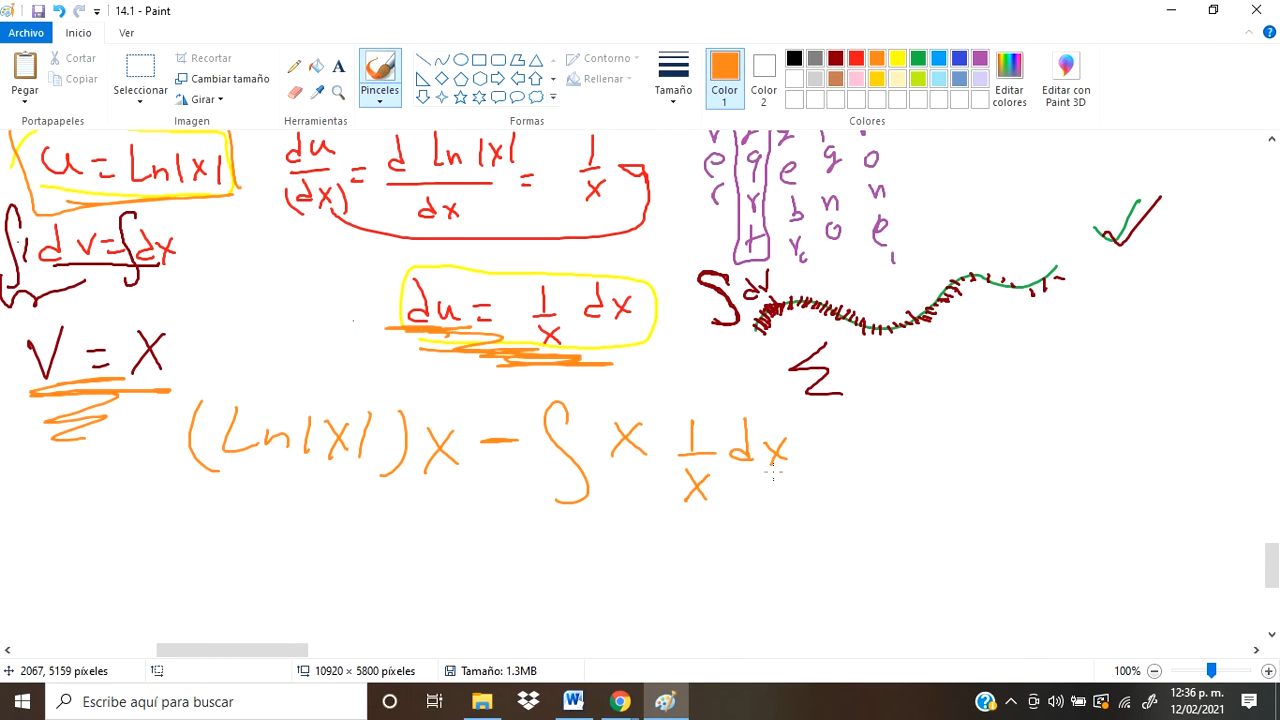 14.1 - Paint
Archivo Inicio Ver
Pegar Cortar Copiar Seleccionar Recortar Cambiar tamaño Girar Pinceles Contorno Rellenar Tamaño Color 1 Color 2 Editar colores Editar con Paint 3D
Portapapeles Imagen Herramientas Formas Colores
u = Ln|x|
du/(dx) = d Ln|x|/dx = 1/x
∫ dv = ∫ dx
du = 1/x dx
v = x
∫ dv
Σ
(Ln|x|) x - ∫ x 1/x dx
2067, 5159 píxeles 10920 × 5800 píxeles Tamaño: 1.3MB 100%
Escribe aquí para buscar
12:36 p. m.
12/02/2021